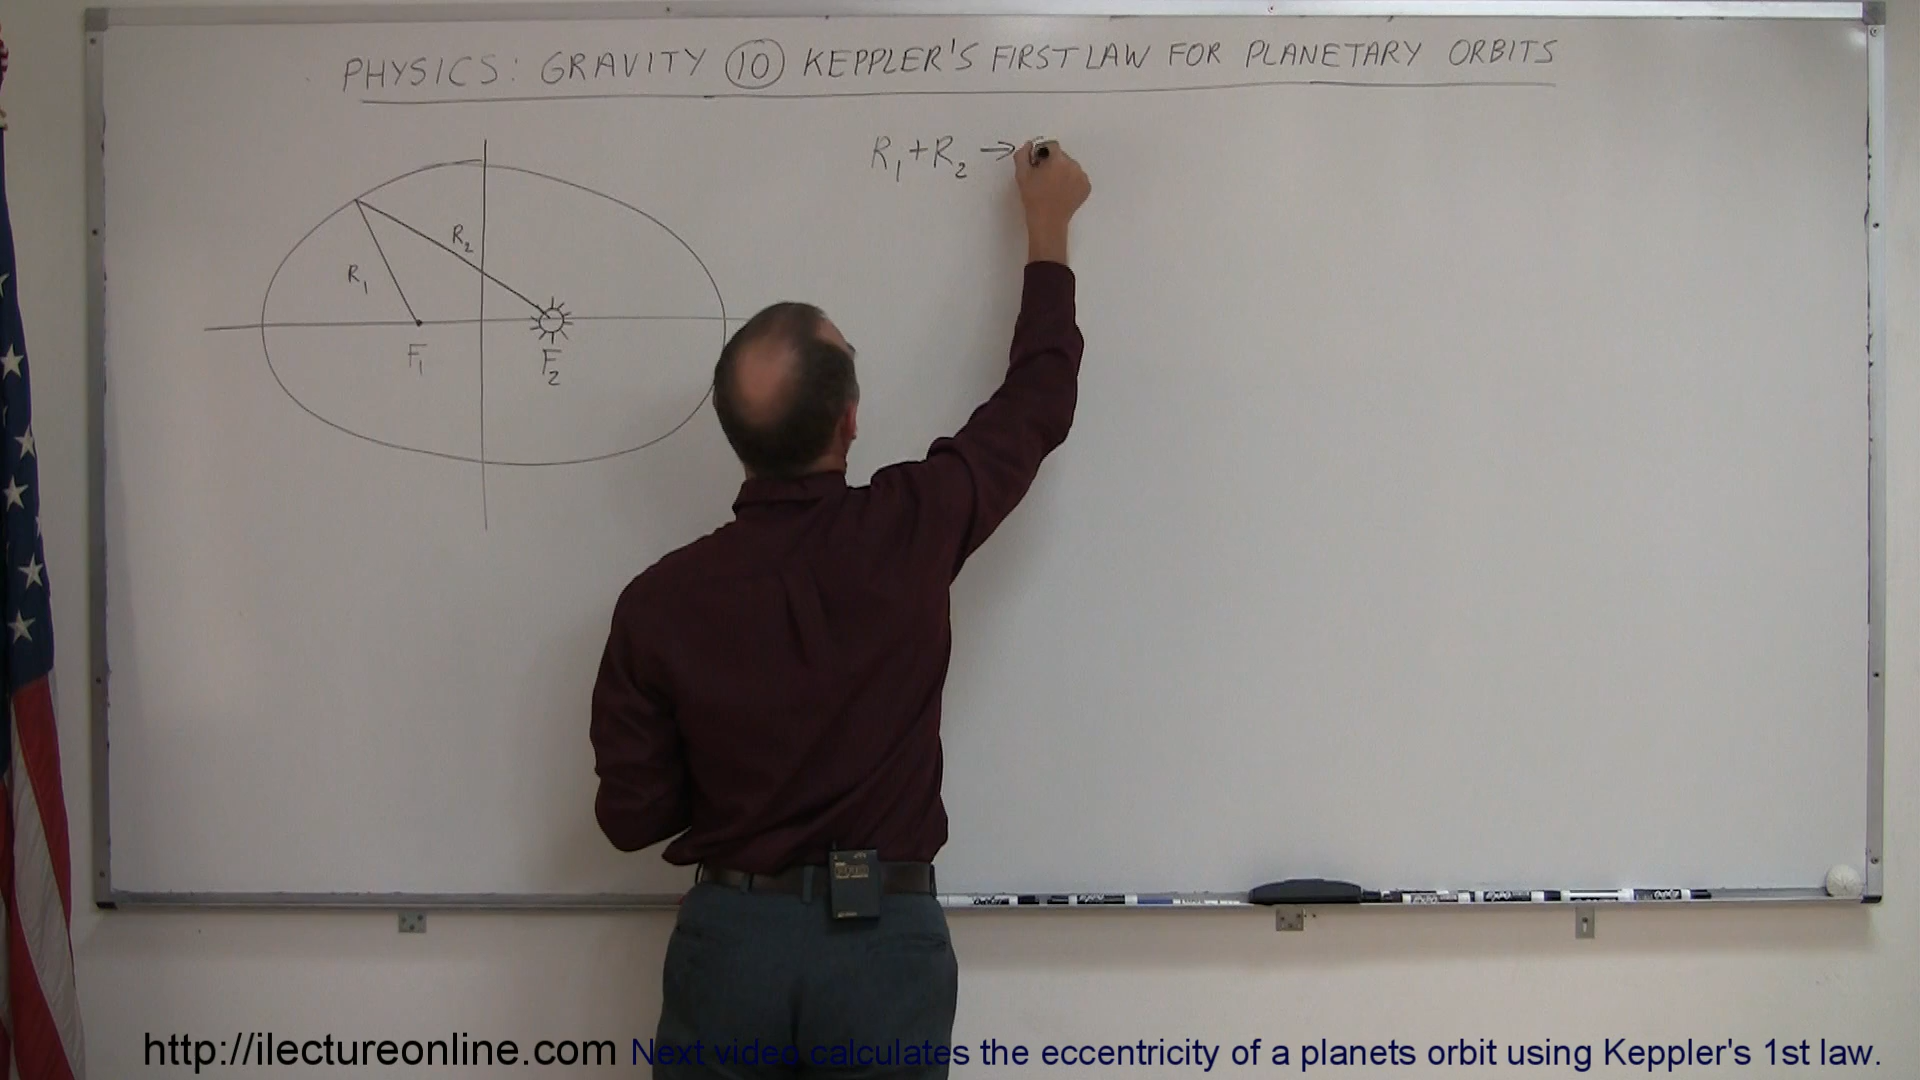 PHYSICS: GRAVITY 10 KEPPLER'S FIRST LAW FOR PLANETARY ORBITS
R1+R2 →
R2
R1
F1
F2
http://ilectureonline.com Next video calculates the eccentricity of a planets orbit using Keppler's 1st law.